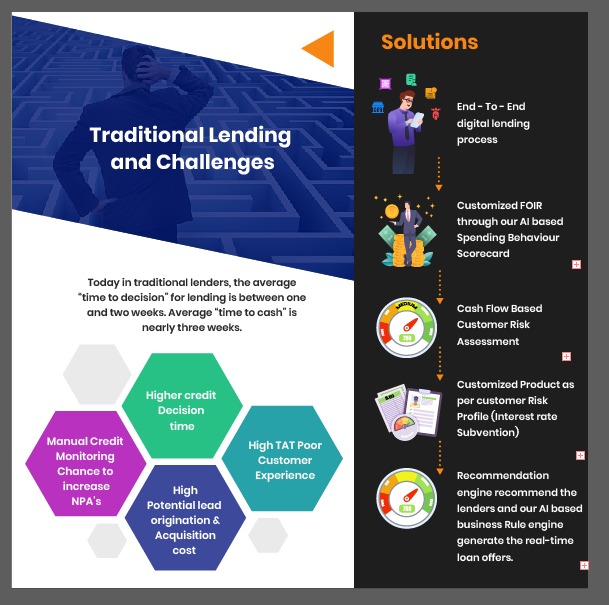 Traditional Lending
and Challenges
Today in traditional lenders, the average
"time to decision" for lending is between one
and two weeks. Average "time to cash" is
nearly three weeks.
Higher credit
Decision
time
Manual Credit
Monitoring
Chance to
increase
NPA's
High TAT Poor
Customer
Experience
High
Potential lead
origination &
Acquisition
cost
Solutions
End - To - End
digital lending
process
Customized FOIR
through our AI based
Spending Behaviour
Scorecard
MEDIUM
Cash Flow Based
Customer Risk
Assessment
Customized Product as
per customer Risk
Profile (Interest rate
Subvention)
Recommendation
engine recommend the
lenders and our AI based
business Rule engine
generate the real-time
loan offers.